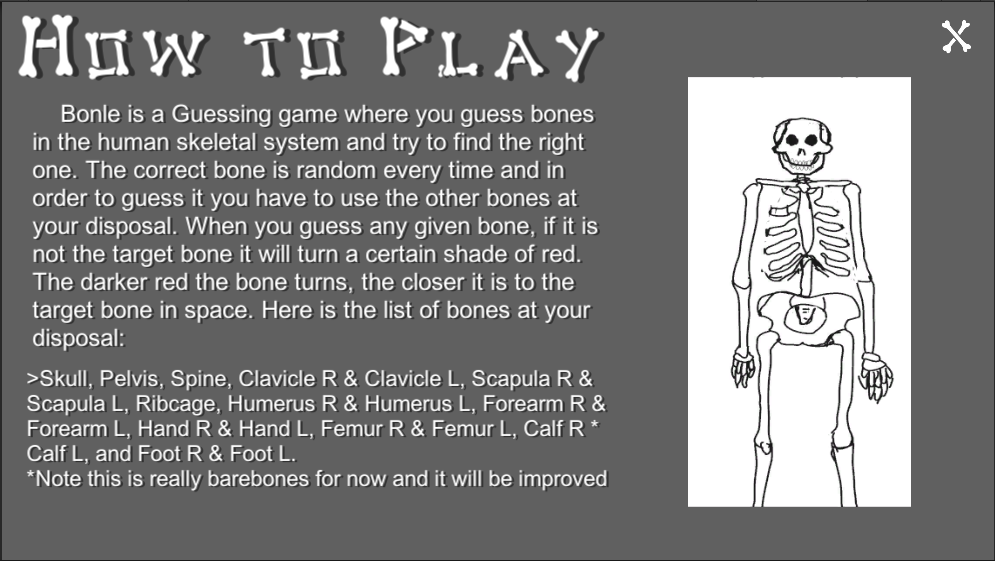 How to Play
Bonle is a Guessing game where you guess bones
in the human skeletal system and try to find the right
one. The correct bone is random every time and in
order to guess it you have to use the other bones at
your disposal. When you guess any given bone, if it is
not the target bone it will turn a certain shade of red.
The darker red the bone turns, the closer it is to the
target bone in space. Here is the list of bones at your
disposal:
>Skull, Pelvis, Spine, Clavicle R & Clavicle L, Scapula R &
Scapula L, Ribcage, Humerus R & Humerus L, Forearm R &
Forearm L, Hand R & Hand L, Femur R & Femur L, Calf R *
Calf L, and Foot R & Foot L.
*Note this is really barebones for now and it will be improved